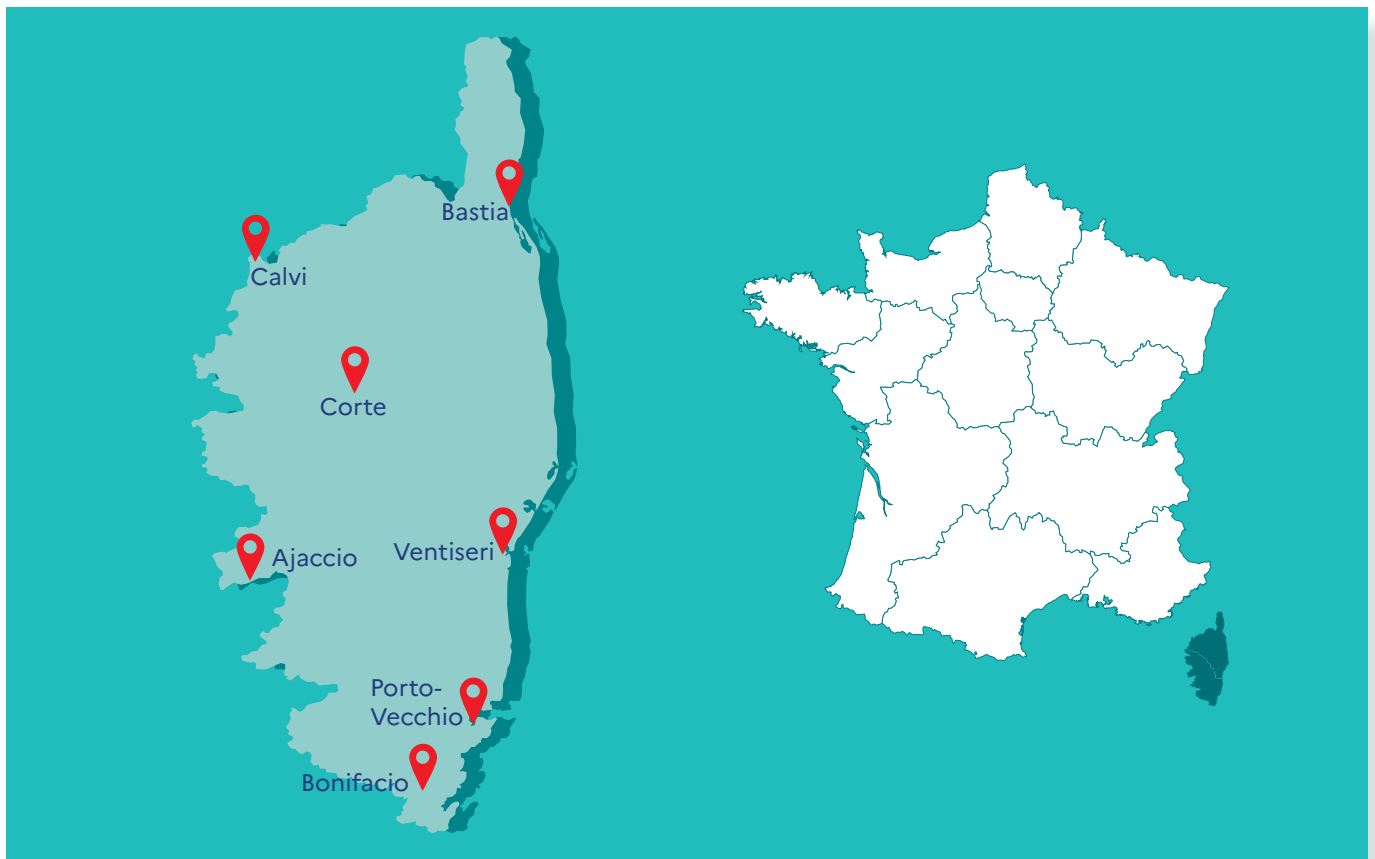 Bastia
Calvi
Corte
Ventiseri
Ajaccio
Porto-
Vecchio
Bonifacio